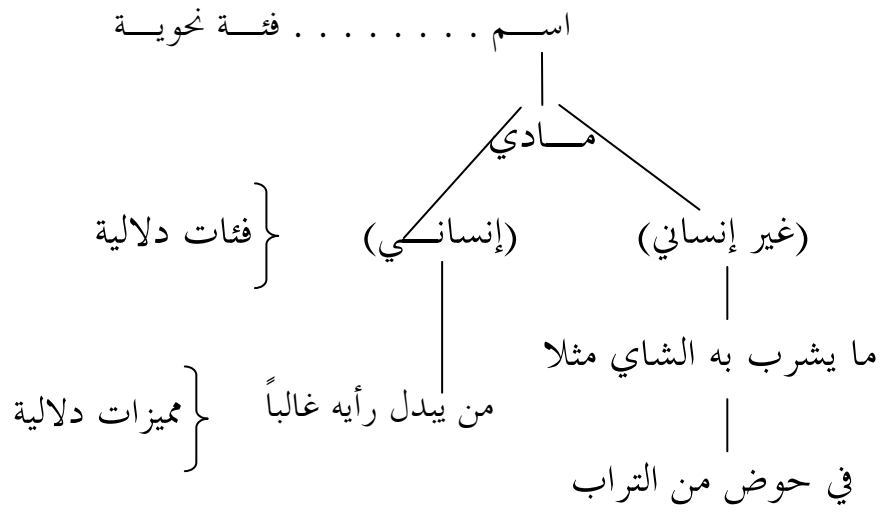 اســم . . . . . . . . فئــة نحويــة
مــادي
(غير إنساني) (إنسانــي) فئات دلالية
ما يشرب به الشاي مثلا
من يبدل رأيه غالباً مميزات دلالية
في حوض من التراب